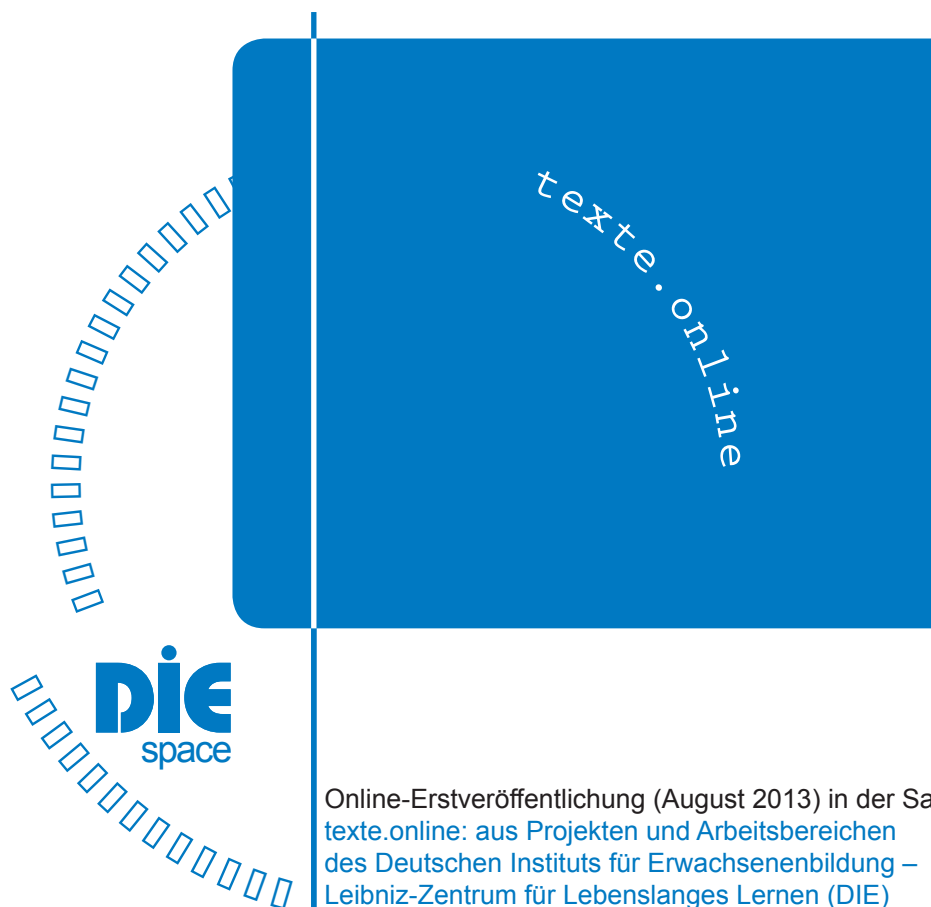 texte.online
DIE
space
Online-Erstveröffentlichung (August 2013) in der Sa
texte.online: aus Projekten und Arbeitsbereichen
des Deutschen Instituts für Erwachsenenbildung –
Leibniz-Zentrum für Lebenslanges Lernen (DIE)